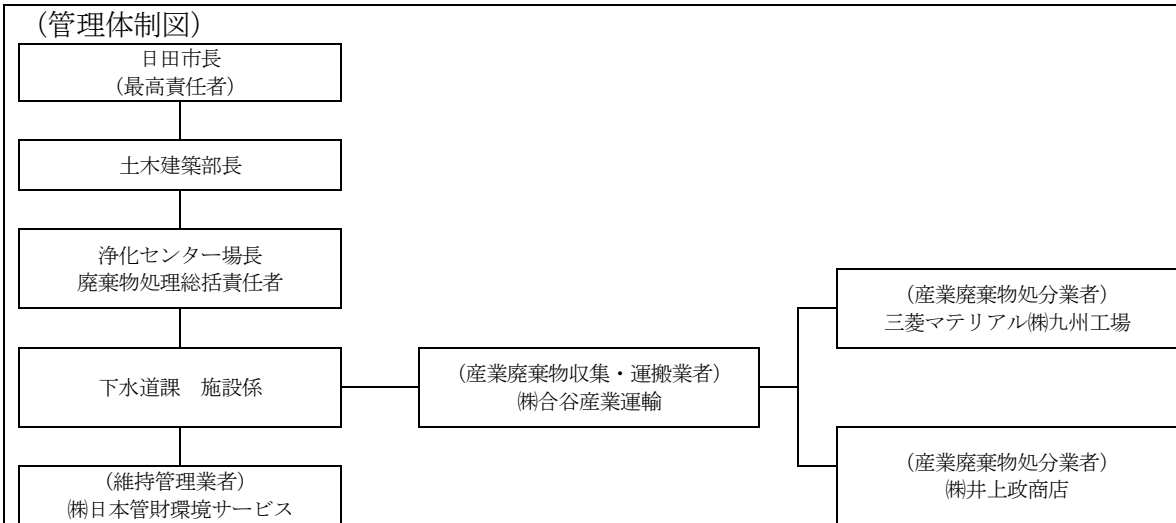 （管理体制図）
日田市長
（最高責任者）
土木建築部長
浄化センター場長
廃棄物処理総括責任者
下水道課　施設係
（維持管理業者）
㈱日本管財環境サービス
（産業廃棄物収集・運搬業者）
㈱合谷産業運輸
（産業廃棄物処分業者）
三菱マテリアル㈱九州工場
（産業廃棄物処分業者）
㈱井上政商店